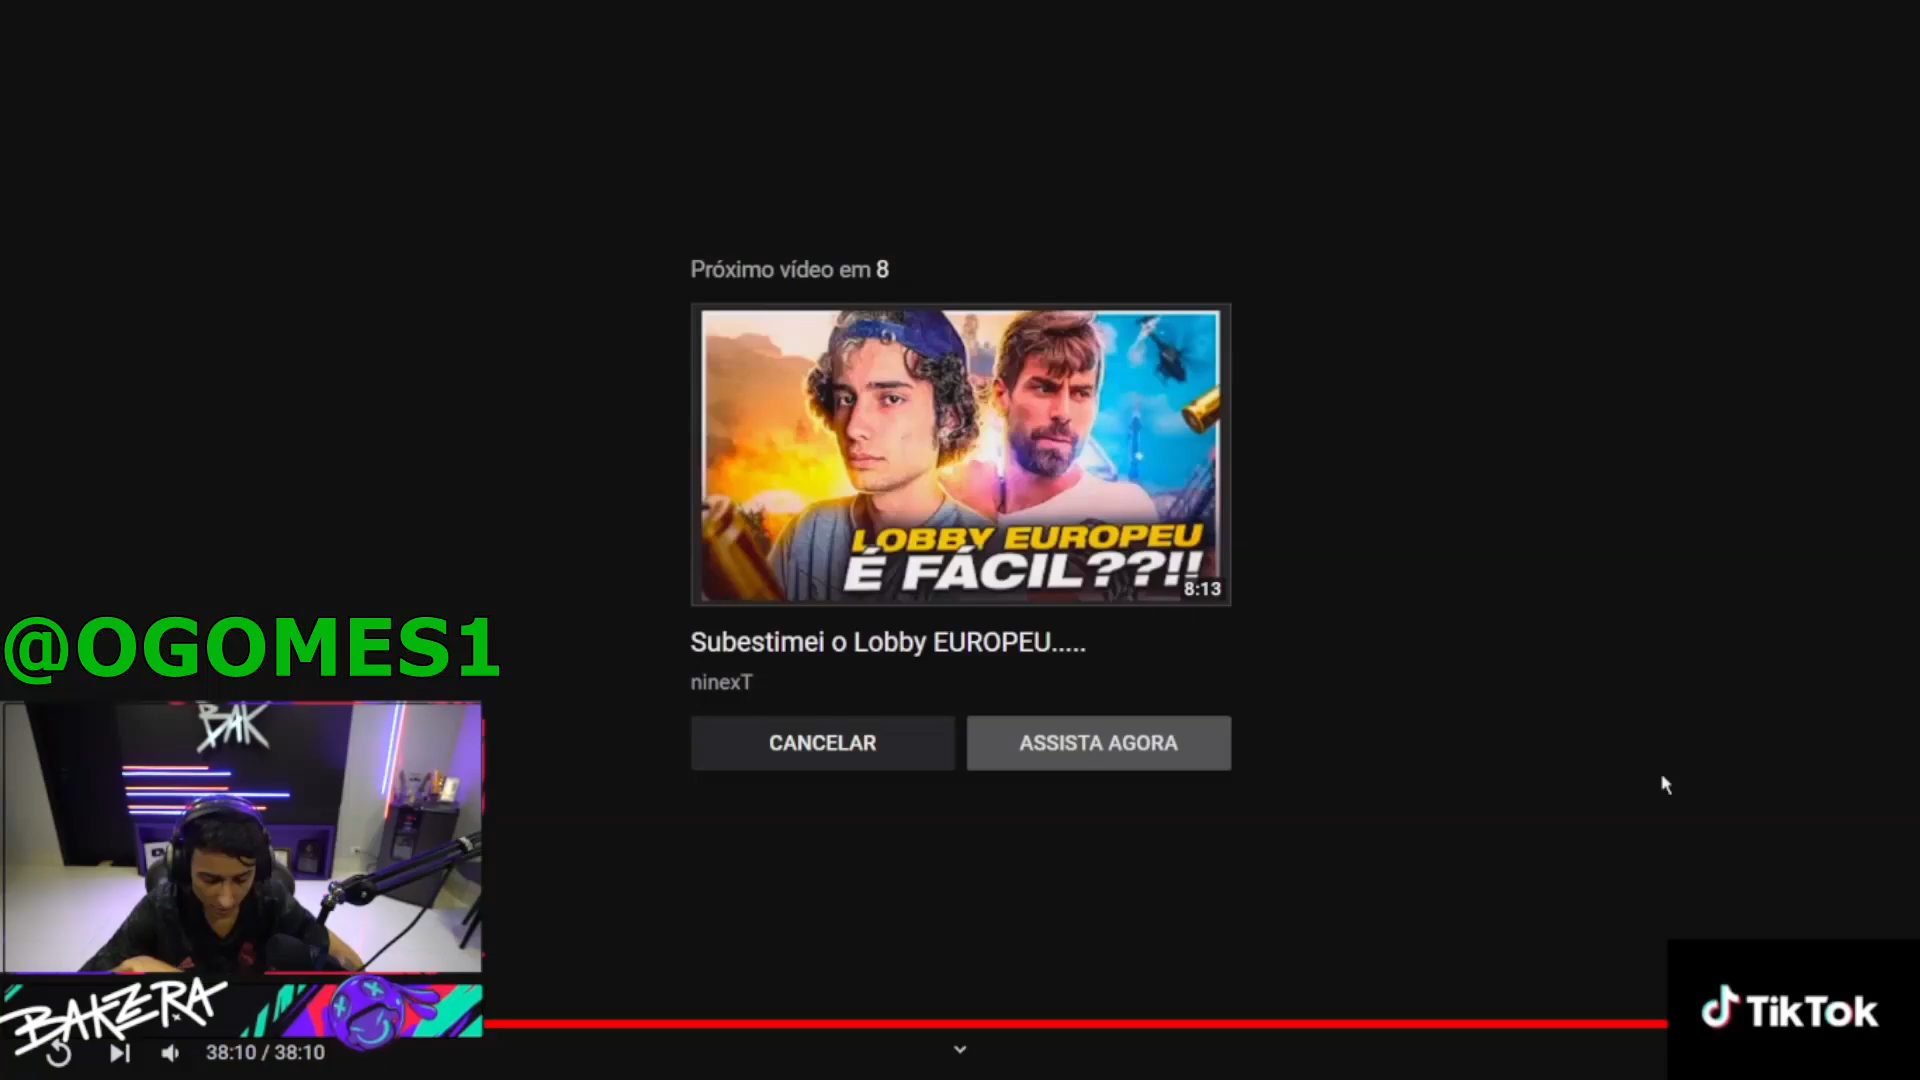 Próximo vídeo em 8
LOBBY EUROPEU
É FÁCIL??!!
8:13
Subestimei o Lobby EUROPEU.....
ninexT
CANCELAR
ASSISTA AGORA
@OGOMES1
BAK
BAKZERA
38:10 / 38:10
TikTok